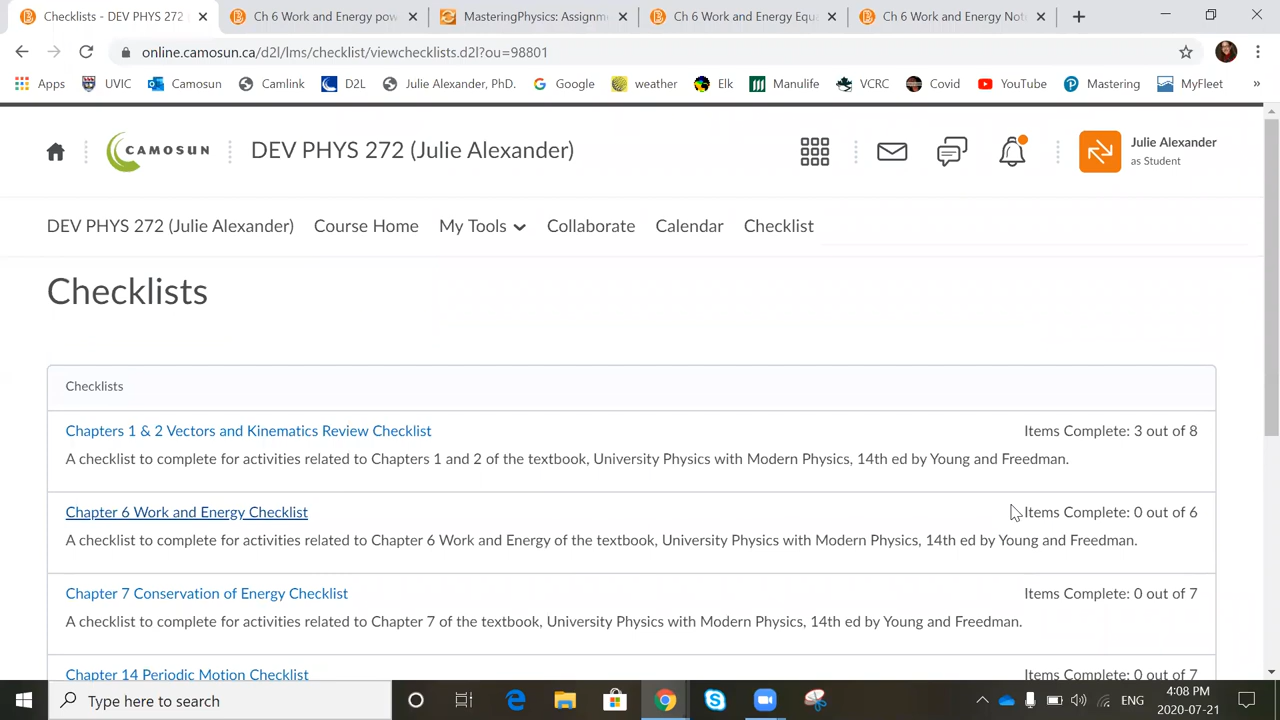 Checklists - DEV PHYS 272
Ch 6 Work and Energy pow
MasteringPhysics: Assignm
Ch 6 Work and Energy Equ
Ch 6 Work and Energy Not
online.camosun.ca/d2l/lms/checklist/viewchecklists.d2l?ou=98801
Apps UVIC Camosun Camlink D2L Julie Alexander, PhD. Google weather Elk Manulife VCRC Covid YouTube Mastering MyFleet »
CAMOSUN
DEV PHYS 272 (Julie Alexander)
Julie Alexander
as Student
DEV PHYS 272 (Julie Alexander) Course Home My Tools Collaborate Calendar Checklist
Checklists
Checklists
Chapters 1 & 2 Vectors and Kinematics Review Checklist Items Complete: 3 out of 8
A checklist to complete for activities related to Chapters 1 and 2 of the textbook, University Physics with Modern Physics, 14th ed by Young and Freedman.
Chapter 6 Work and Energy Checklist Items Complete: 0 out of 6
A checklist to complete for activities related to Chapter 6 Work and Energy of the textbook, University Physics with Modern Physics, 14th ed by Young and Freedman.
Chapter 7 Conservation of Energy Checklist Items Complete: 0 out of 7
A checklist to complete for activities related to Chapter 7 of the textbook, University Physics with Modern Physics, 14th ed by Young and Freedman.
Chapter 14 Periodic Motion Checklist Items Complete: 0 out of 7
Type here to search
ENG
4:08 PM
2020-07-21